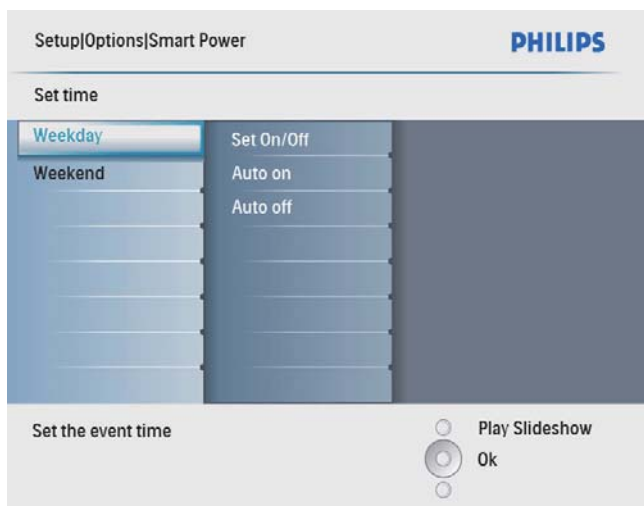 Setup|Options|Smart Power
PHILIPS
Set time
Weekday
Set On/Off
Weekend
Auto on
Auto off
Set the event time
Play Slideshow
Ok